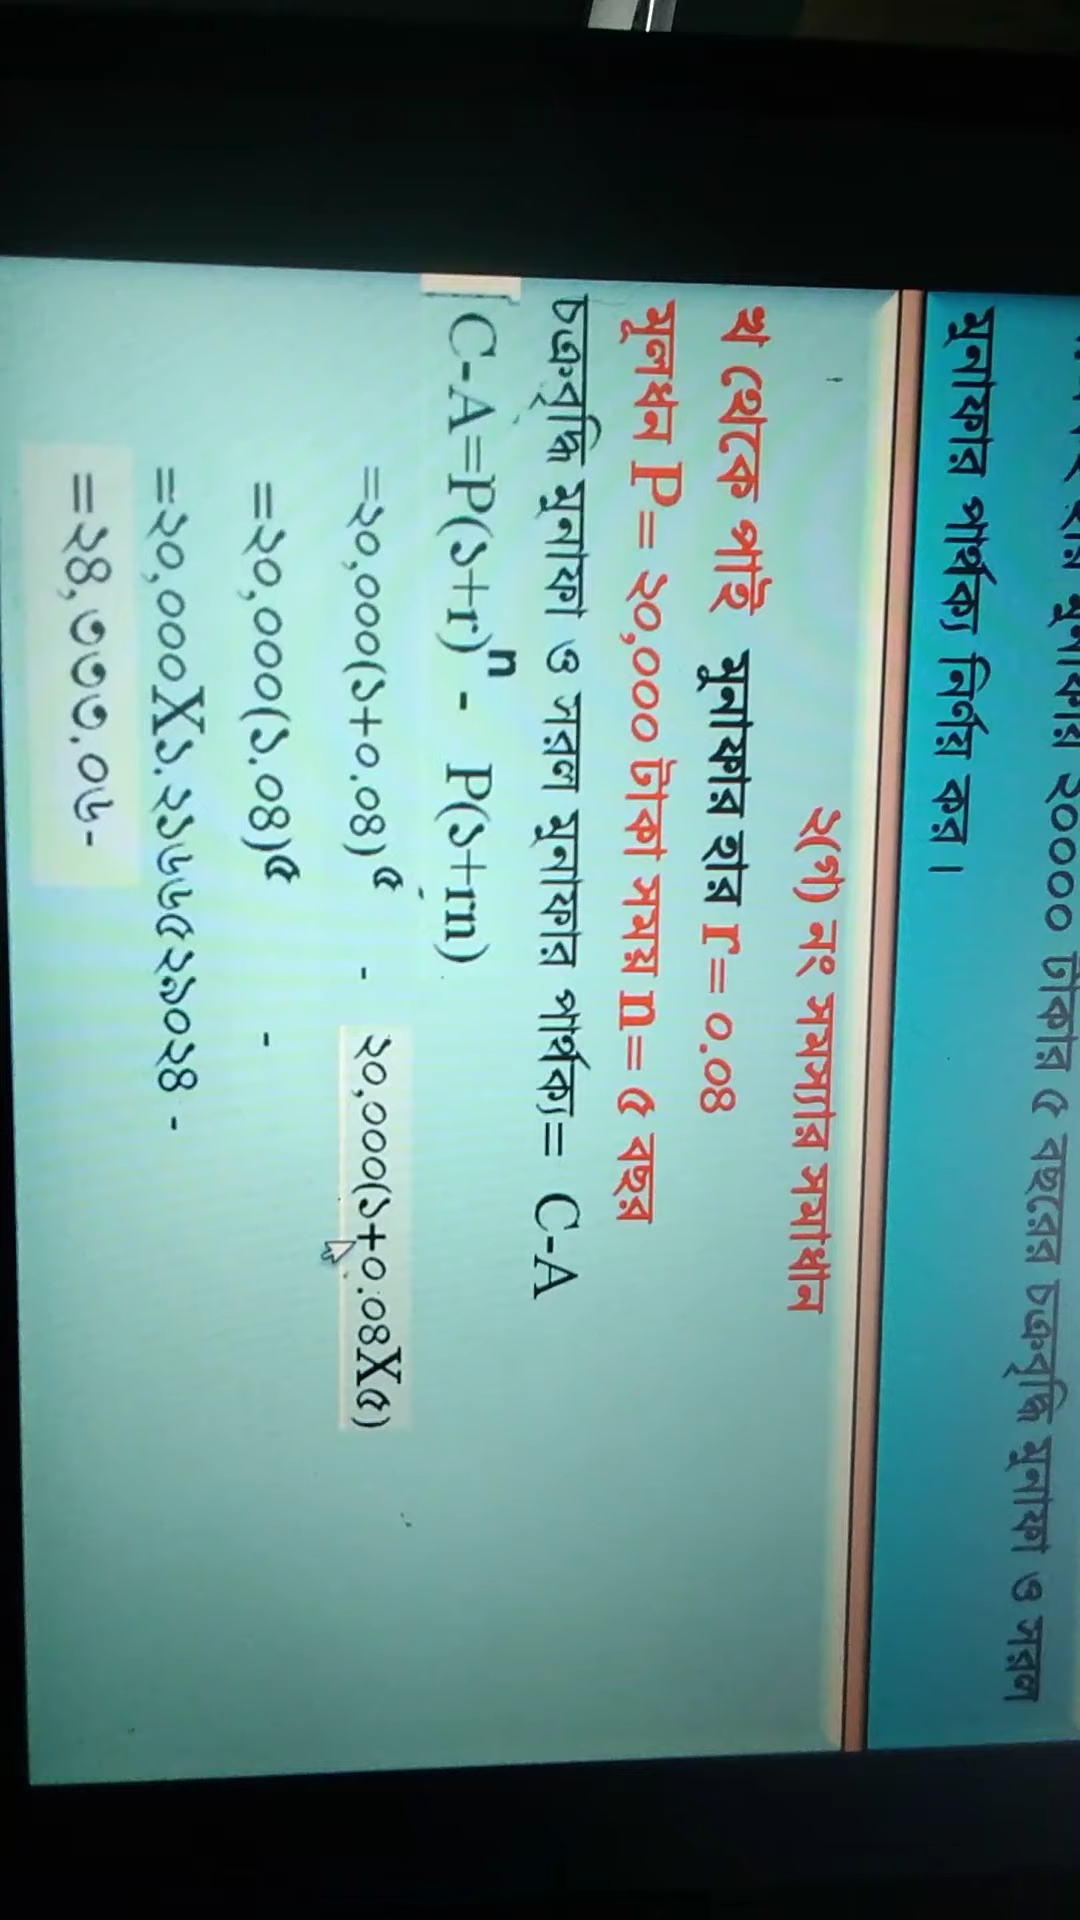 হার মুনাফায় ২০০০০ টাকার ৫ বছরের চক্রবৃদ্ধি মুনাফা ও সরল
মুনাফার পার্থক্য নির্ণয় কর।
২(গ) নং সমস্যার সমাধান
খ থেকে পাই মুনাফার হার r= ০.০৪
মূলধন P= ২০,০০০ টাকা সময় n= ৫ বছর
চক্রবৃদ্ধি মুনাফা ও সরল মুনাফার পার্থক্য= C-A
[C-A=P(১+r)ⁿ - P(১+rn)
=২০,০০০(১+০.০৪)⁵ - ২০,০০০(১+০.০৪X৫)
=২০,০০০(১.০৪)⁵ -
=২০,০০০X১.২১৬৬৫২৯০২৪ -
=২৪,৩৩৩.০৬-